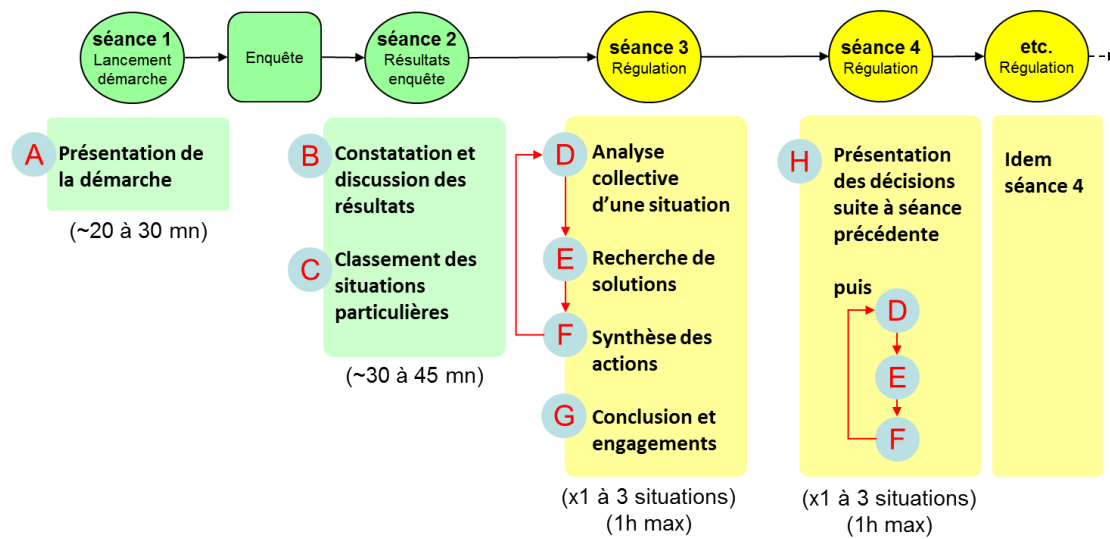 séance 1
Lancement
démarche
Enquête
séance 2
Résultats
enquête
séance 3
Régulation
séance 4
Régulation
etc.
Régulation
A
Présentation de
la démarche
(~20 à 30 mn)
B
Constatation et
discussion des
résultats
C
Classement des
situations
particulières
(~30 à 45 mn)
D
Analyse
collective
d’une situation
E
Recherche de
solutions
F
Synthèse des
actions
G
Conclusion et
engagements
(x1 à 3 situations)
(1h max)
H
Présentation
des décisions
suite à séance
précédente
puis
D
E
F
(x1 à 3 situations)
(1h max)
Idem
séance 4